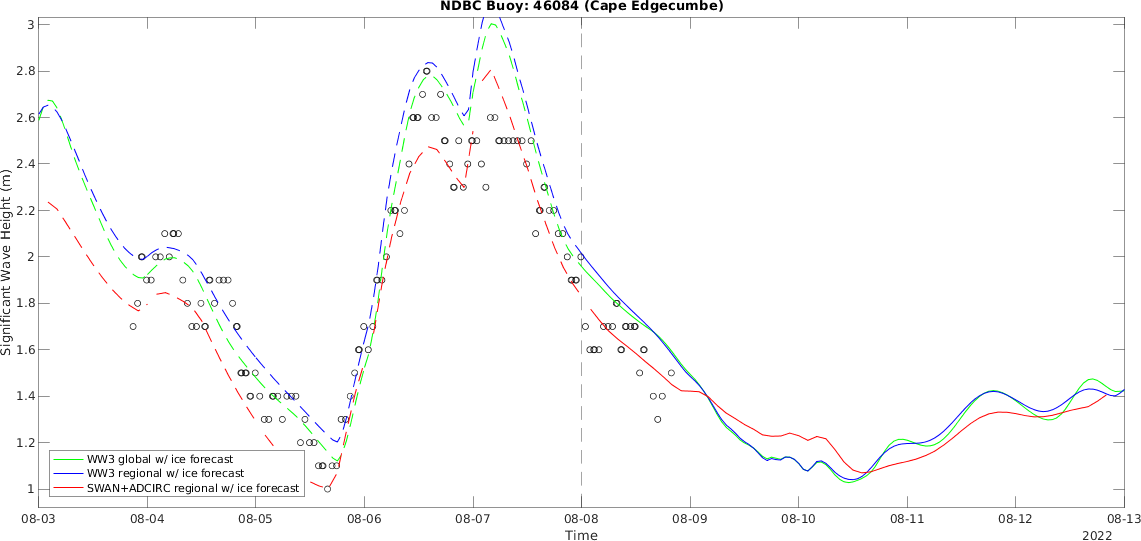 NDBC Buoy: 46084 (Cape Edgecumbe)
Significant Wave Height (m)
3
2.8
2.6
2.4
2.2
2
1.8
1.6
1.4
1.2
1
WW3 global w/ ice forecast
WW3 regional w/ ice forecast
SWAN+ADCIRC regional w/ ice forecast
08-03 08-04 08-05 08-06 08-07 08-08 08-09 08-10 08-11 08-12 08-13
Time
2022